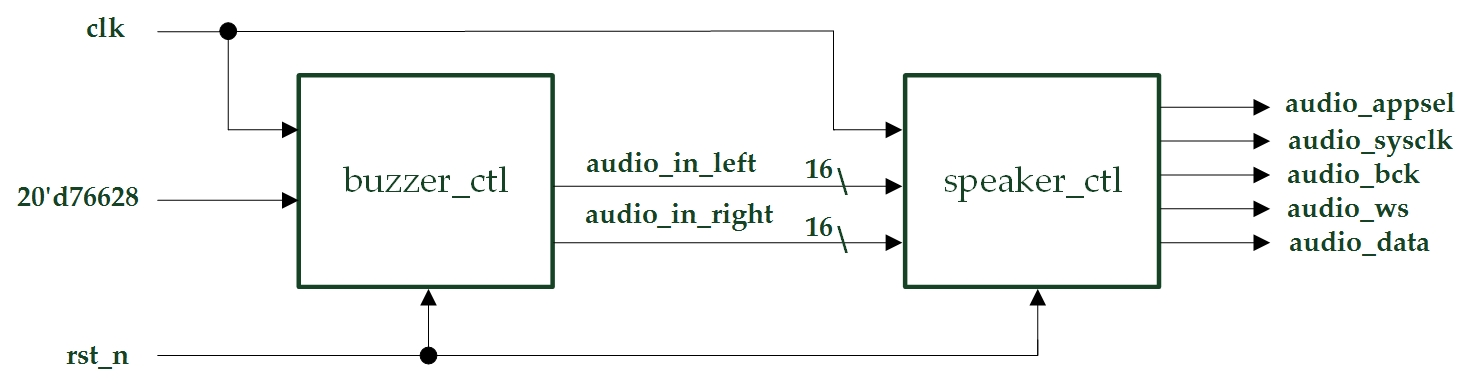 clk
audio_appsel
audio_sysclk
audio_in_left 16
buzzer_ctl
speaker_ctl
audio_bck
20'd76628
audio_in_right 16
audio_ws
audio_data
rst_n